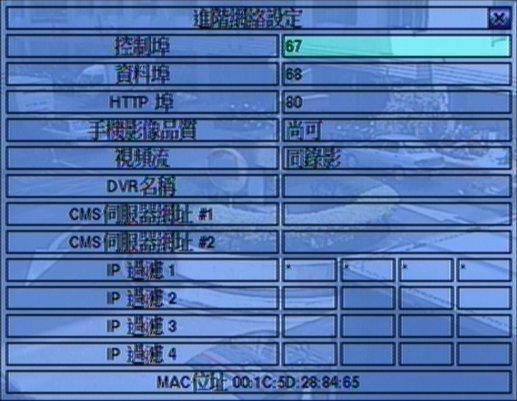 進階網路設定
控制埠 67
資料埠 68
HTTP 埠 80
手機影像品質 尚可
視頻流 同錄影
DVR名稱
CMS伺服器網址 #1
CMS伺服器網址 #2
IP 過濾 1 * * * *
IP 過濾 2
IP 過濾 3
IP 過濾 4
MAC位址 00:1C:5D:28:84:65